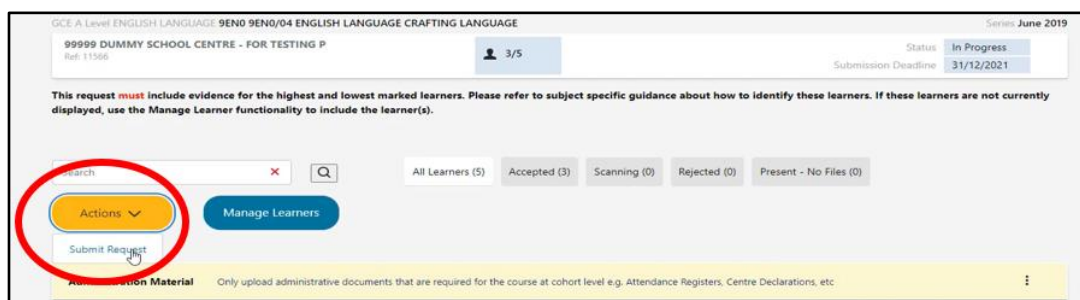 GCE A Level ENGLISH LANGUAGE 9EN0 9EN0/04 ENGLISH LANGUAGE CRAFTING LANGUAGE Series June 2019
99999 DUMMY SCHOOL CENTRE - FOR TESTING P
Ref: 11566
3/5
Status In Progress
Submission Deadline 31/12/2021
This request must include evidence for the highest and lowest marked learners. Please refer to subject specific guidance about how to identify these learners. If these learners are not currently
displayed, use the Manage Learner functionality to include the learner(s).
Search All Learners (5) Accepted (3) Scanning (0) Rejected (0) Present - No Files (0)
Actions Manage Learners
Submit Request
Administration Material Only upload administrative documents that are required for the course at cohort level e.g. Attendance Registers, Centre Declarations, etc